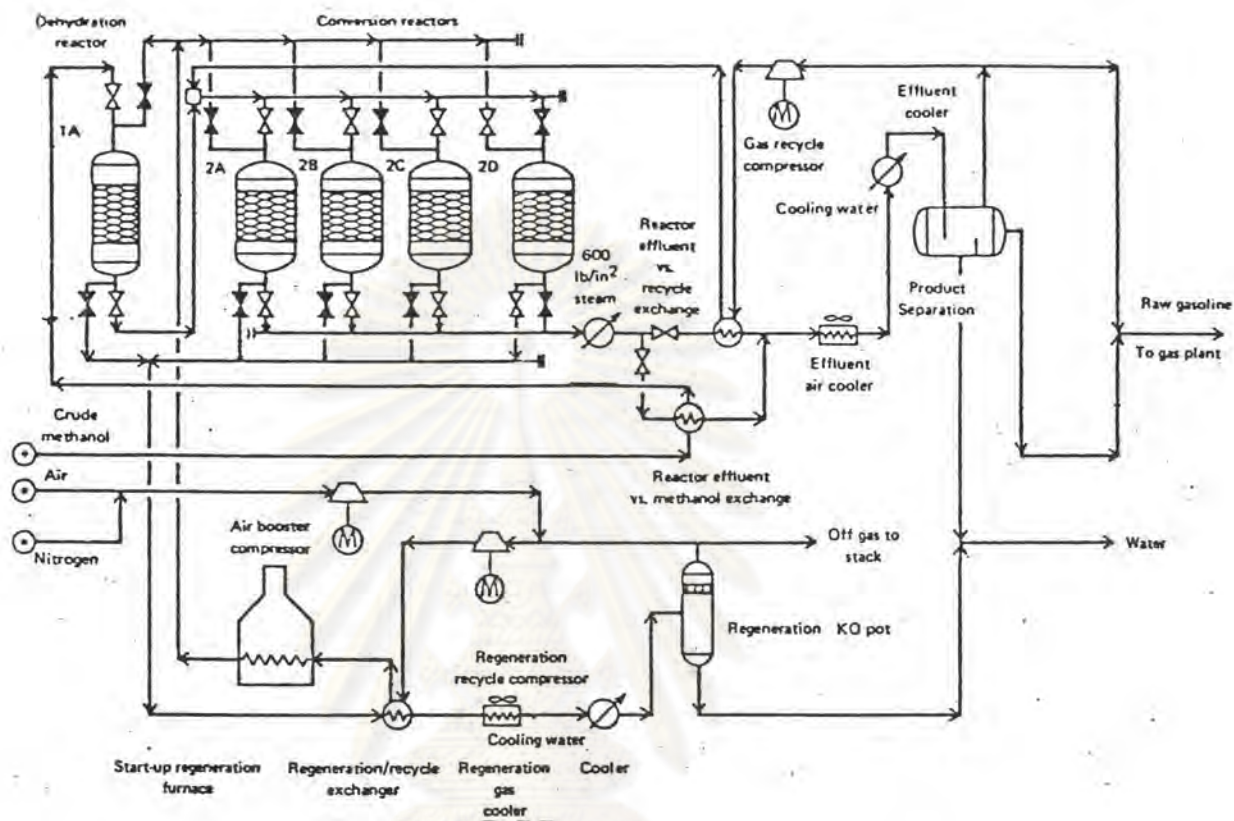 Dehydration
reactor
Conversion reactors
1A
2A
2B
2C
2D
Effluent
cooler
M
Gas recycle
compressor
Cooling water
Reactor
effluent
vs.
recycle
exchange
600
lb/in2
steam
Product
Separation
Raw gasoline
To gas plant
Effluent
air cooler
Crude
methanol
Air
Nitrogen
Reactor effluent
vs. methanol exchange
Air booster
compressor
M
M
Off gas to
stack
Water
Regeneration KO pot
Regeneration
recycle compressor
Cooling water
Start-up regeneration
furnace
Regeneration/recycle
exchanger
Regeneration
gas
cooler
Cooler